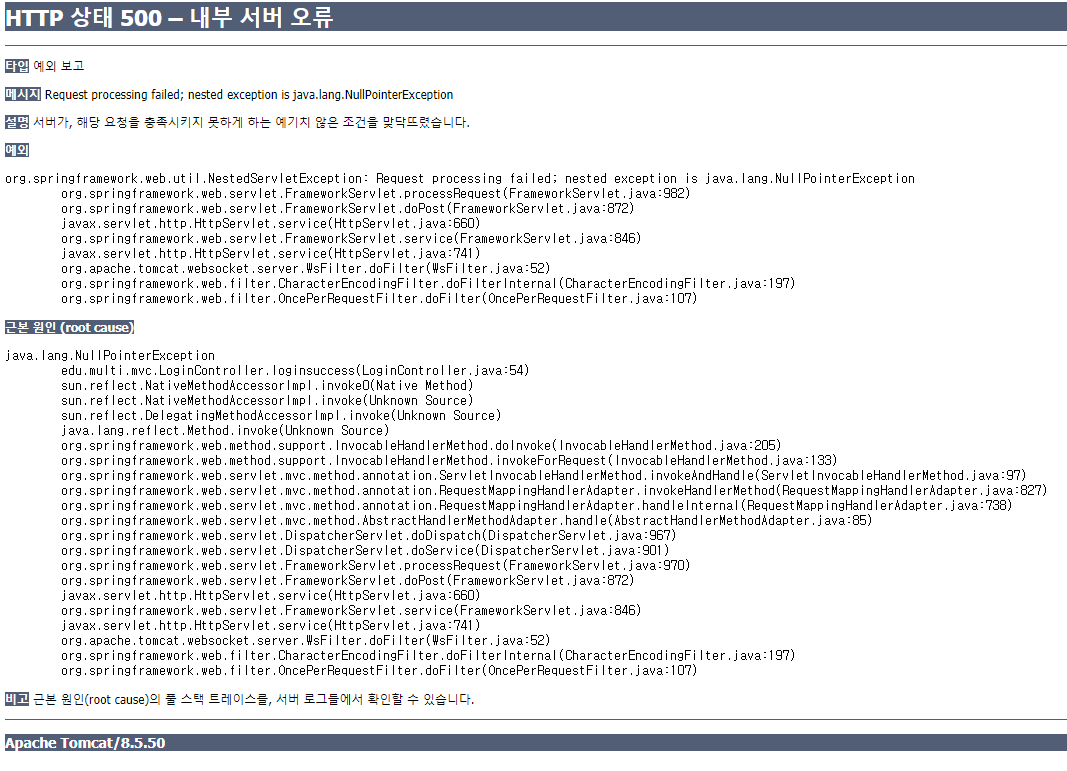 HTTP 상태 500 – 내부 서버 오류
타입 예외 보고
메시지 Request processing failed; nested exception is java.lang.NullPointerException
설명 서버가, 해당 요청을 충족시키지 못하게 하는 예기치 않은 조건을 맞닥뜨렸습니다.
예외
org.springframework.web.util.NestedServletException: Request processing failed; nested exception is java.lang.NullPointerException
org.springframework.web.servlet.FrameworkServlet.processRequest(FrameworkServlet.java:982)
org.springframework.web.servlet.FrameworkServlet.doPost(FrameworkServlet.java:872)
javax.servlet.http.HttpServlet.service(HttpServlet.java:660)
org.springframework.web.servlet.FrameworkServlet.service(FrameworkServlet.java:846)
javax.servlet.http.HttpServlet.service(HttpServlet.java:741)
org.apache.tomcat.websocket.server.WsFilter.doFilter(WsFilter.java:52)
org.springframework.web.filter.CharacterEncodingFilter.doFilterInternal(CharacterEncodingFilter.java:197)
org.springframework.web.filter.OncePerRequestFilter.doFilter(OncePerRequestFilter.java:107)
근본 원인 (root cause)
java.lang.NullPointerException
edu.multi.mvc.LoginController.loginsuccess(LoginController.java:54)
sun.reflect.NativeMethodAccessorImpl.invoke0(Native Method)
sun.reflect.NativeMethodAccessorImpl.invoke(Unknown Source)
sun.reflect.DelegatingMethodAccessorImpl.invoke(Unknown Source)
java.lang.reflect.Method.invoke(Unknown Source)
org.springframework.web.method.support.InvocableHandlerMethod.doInvoke(InvocableHandlerMethod.java:205)
org.springframework.web.method.support.InvocableHandlerMethod.invokeForRequest(InvocableHandlerMethod.java:133)
org.springframework.web.servlet.mvc.method.annotation.ServletInvocableHandlerMethod.invokeAndHandle(ServletInvocableHandlerMethod.java:97)
org.springframework.web.servlet.mvc.method.annotation.RequestMappingHandlerAdapter.invokeHandlerMethod(RequestMappingHandlerAdapter.java:827)
org.springframework.web.servlet.mvc.method.annotation.RequestMappingHandlerAdapter.handleInternal(RequestMappingHandlerAdapter.java:738)
org.springframework.web.servlet.mvc.method.AbstractHandlerMethodAdapter.handle(AbstractHandlerMethodAdapter.java:85)
org.springframework.web.servlet.DispatcherServlet.doDispatch(DispatcherServlet.java:967)
org.springframework.web.servlet.DispatcherServlet.doService(DispatcherServlet.java:901)
org.springframework.web.servlet.FrameworkServlet.processRequest(FrameworkServlet.java:970)
org.springframework.web.servlet.FrameworkServlet.doPost(FrameworkServlet.java:872)
javax.servlet.http.HttpServlet.service(HttpServlet.java:660)
org.springframework.web.servlet.FrameworkServlet.service(FrameworkServlet.java:846)
javax.servlet.http.HttpServlet.service(HttpServlet.java:741)
org.apache.tomcat.websocket.server.WsFilter.doFilter(WsFilter.java:52)
org.springframework.web.filter.CharacterEncodingFilter.doFilterInternal(CharacterEncodingFilter.java:197)
org.springframework.web.filter.OncePerRequestFilter.doFilter(OncePerRequestFilter.java:107)
비고 근본 원인(root cause)의 풀 스택 트레이스를, 서버 로그들에서 확인할 수 있습니다.
Apache Tomcat/8.5.50